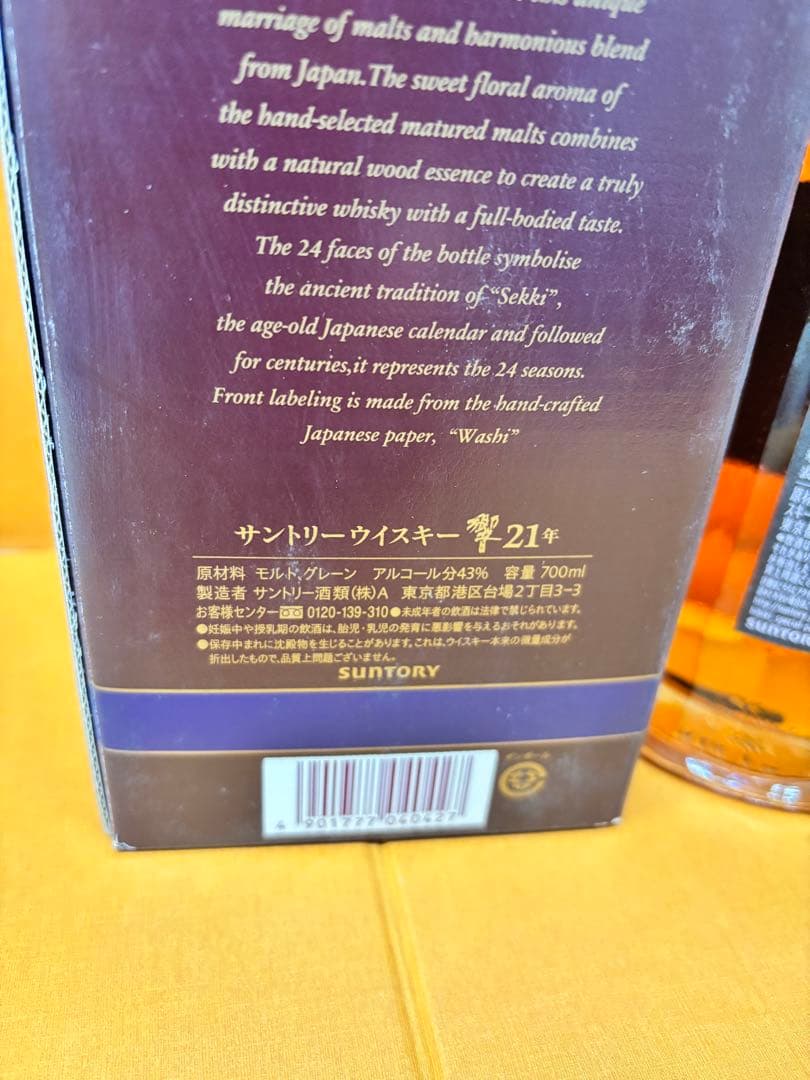 unique
marriage of malts and harmonious blend
from Japan.The sweet floral aroma of
the hand-selected matured malts combines
with a natural wood essence to create a truly
distinctive whisky with a full-bodied taste.
The 24 faces of the bottle symbolise
the ancient tradition of “Sekki”,
the age-old Japanese calendar and followed
for centuries,it represents the 24 seasons.
Front labeling is made from the hand-crafted
Japanese paper, “Washi”
サントリーウイスキー 響 21年
原材料 モルト、グレーン アルコール分43% 容量 700ml
製造者 サントリー酒類(株)A 東京都港区台場2丁目3-3
お客様センター 0120-139-310 ●未成年者の飲酒は法律で禁じられています。
●妊娠中や授乳期の飲酒は、胎児・乳児の発育に悪影響を与えるおそれがあります。
●保存中まれに沈殿物を生じることがあります。これは、ウイスキー本来の微量成分が
折出したもので、品質上問題ございません。
SUNTORY
ダンボール
4 901777 040427
SUNTORY